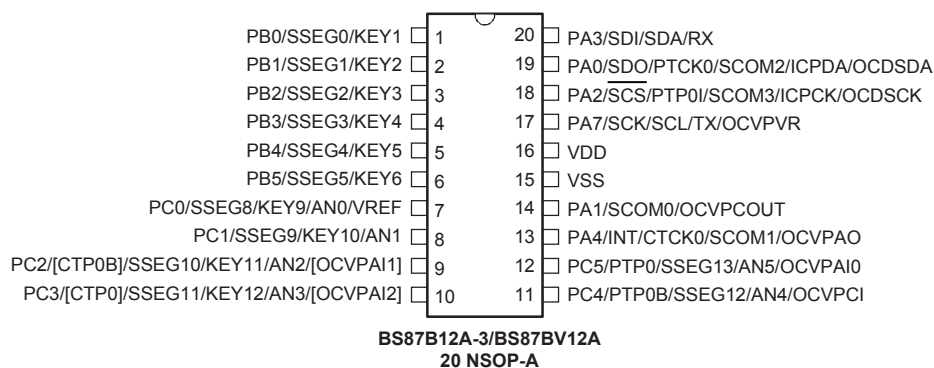 PB0/SSEG0/KEY1 1 20 PA3/SDI/SDA/RX
PB1/SSEG1/KEY2 2 19 PA0/SDO/PTCK0/SCOM2/ICPDA/OCDSDA
PB2/SSEG2/KEY3 3 18 PA2/SCS/PTP0I/SCOM3/ICPCK/OCDSCK
PB3/SSEG3/KEY4 4 17 PA7/SCK/SCL/TX/OCVPVR
PB4/SSEG4/KEY5 5 16 VDD
PB5/SSEG5/KEY6 6 15 VSS
PC0/SSEG8/KEY9/AN0/VREF 7 14 PA1/SCOM0/OCVPCOUT
PC1/SSEG9/KEY10/AN1 8 13 PA4/INT/CTCK0/SCOM1/OCVPAO
PC2/[CTP0B]/SSEG10/KEY11/AN2/[OCVPAI1] 9 12 PC5/PTP0/SSEG13/AN5/OCVPAI0
PC3/[CTP0]/SSEG11/KEY12/AN3/[OCVPAI2] 10 11 PC4/PTP0B/SSEG12/AN4/OCVPCI
BS87B12A-3/BS87BV12A
20 NSOP-A